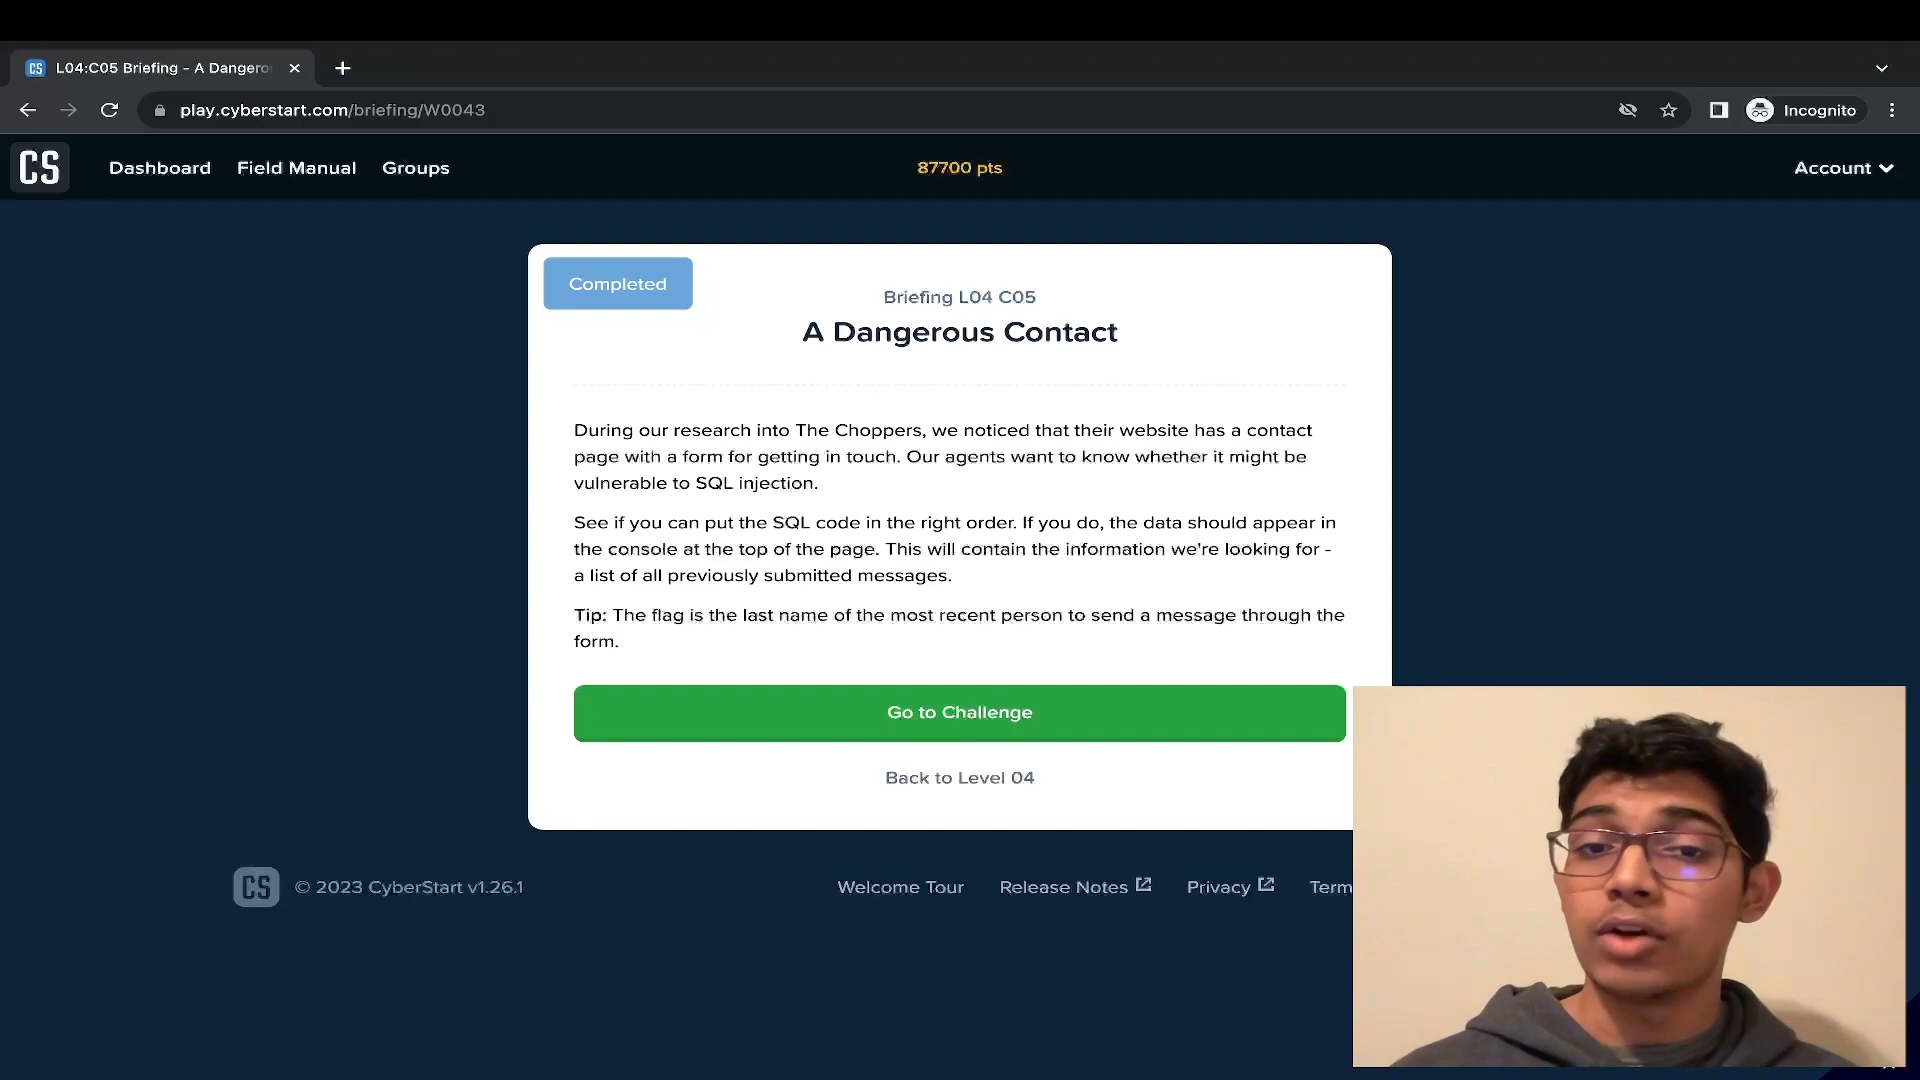 CS L04:C05 Briefing - A Dangero
play.cyberstart.com/briefing/W0043
Incognito
CS
Dashboard
Field Manual
Groups
87700 pts
Account
Completed
Briefing L04 C05
A Dangerous Contact
During our research into The Choppers, we noticed that their website has a contact
page with a form for getting in touch. Our agents want to know whether it might be
vulnerable to SQL injection.
See if you can put the SQL code in the right order. If you do, the data should appear in
the console at the top of the page. This will contain the information we're looking for -
a list of all previously submitted messages.
Tip: The flag is the last name of the most recent person to send a message through the
form.
Go to Challenge
Back to Level 04
CS © 2023 CyberStart v1.26.1
Welcome Tour
Release Notes
Privacy
Term